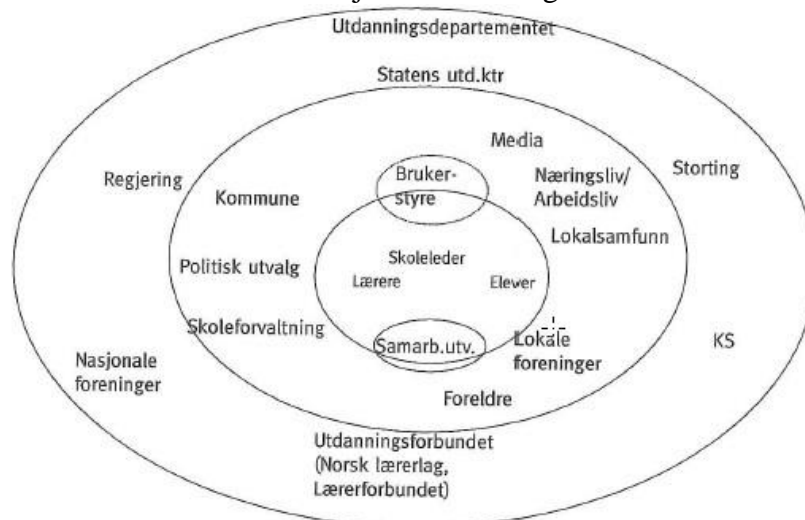 Utdanningsdepartementet
Statens utd.ktr
Media
Regjering
Kommune
Bruker-
styre
Næringsliv/
Arbeidsliv
Storting
Lokalsamfunn
Politisk utvalg
Skoleleder
Lærere
Elever
Skoleforvaltning
Samarb.utv.
Lokale
foreninger
KS
Nasjonale
foreninger
Foreldre
Utdanningsforbundet
(Norsk lærerlag,
Lærerforbundet)